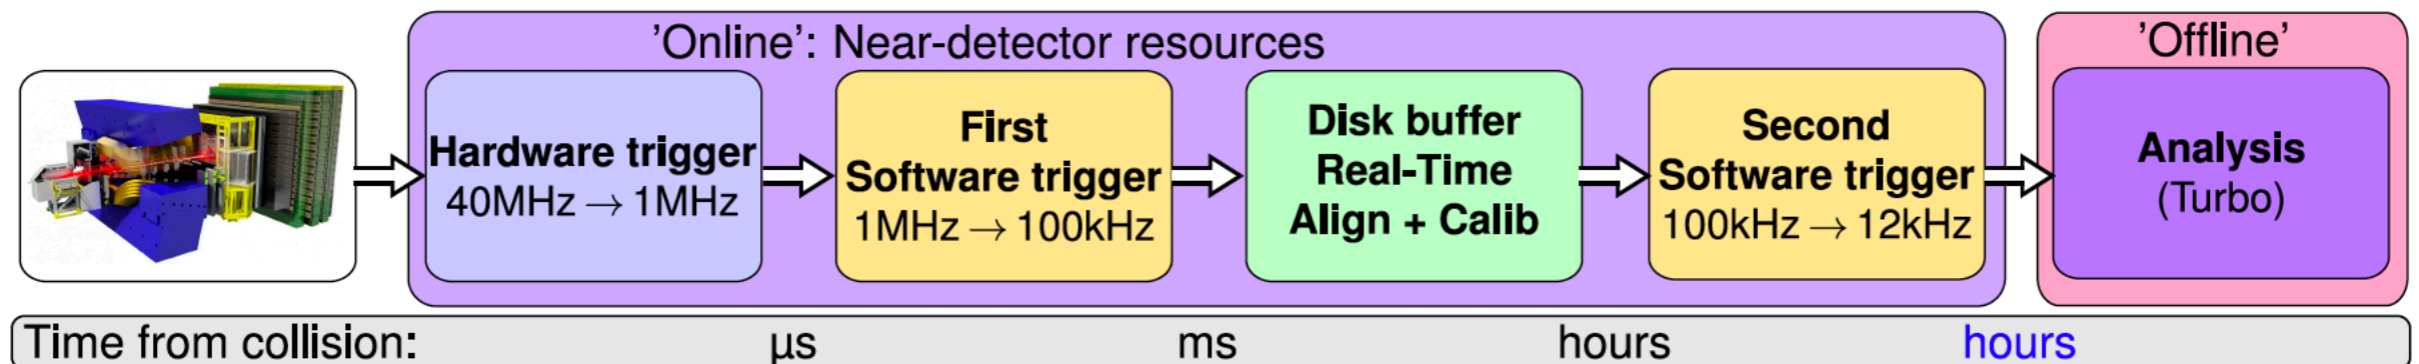 ’Online’: Near-detector resources
’Offline’
Hardware trigger
40MHz → 1MHz
First
Software trigger
1MHz → 100kHz
Disk buffer
Real-Time
Align + Calib
Second
Software trigger
100kHz → 12kHz
Analysis
(Turbo)
Time from collision: µs ms hours hours